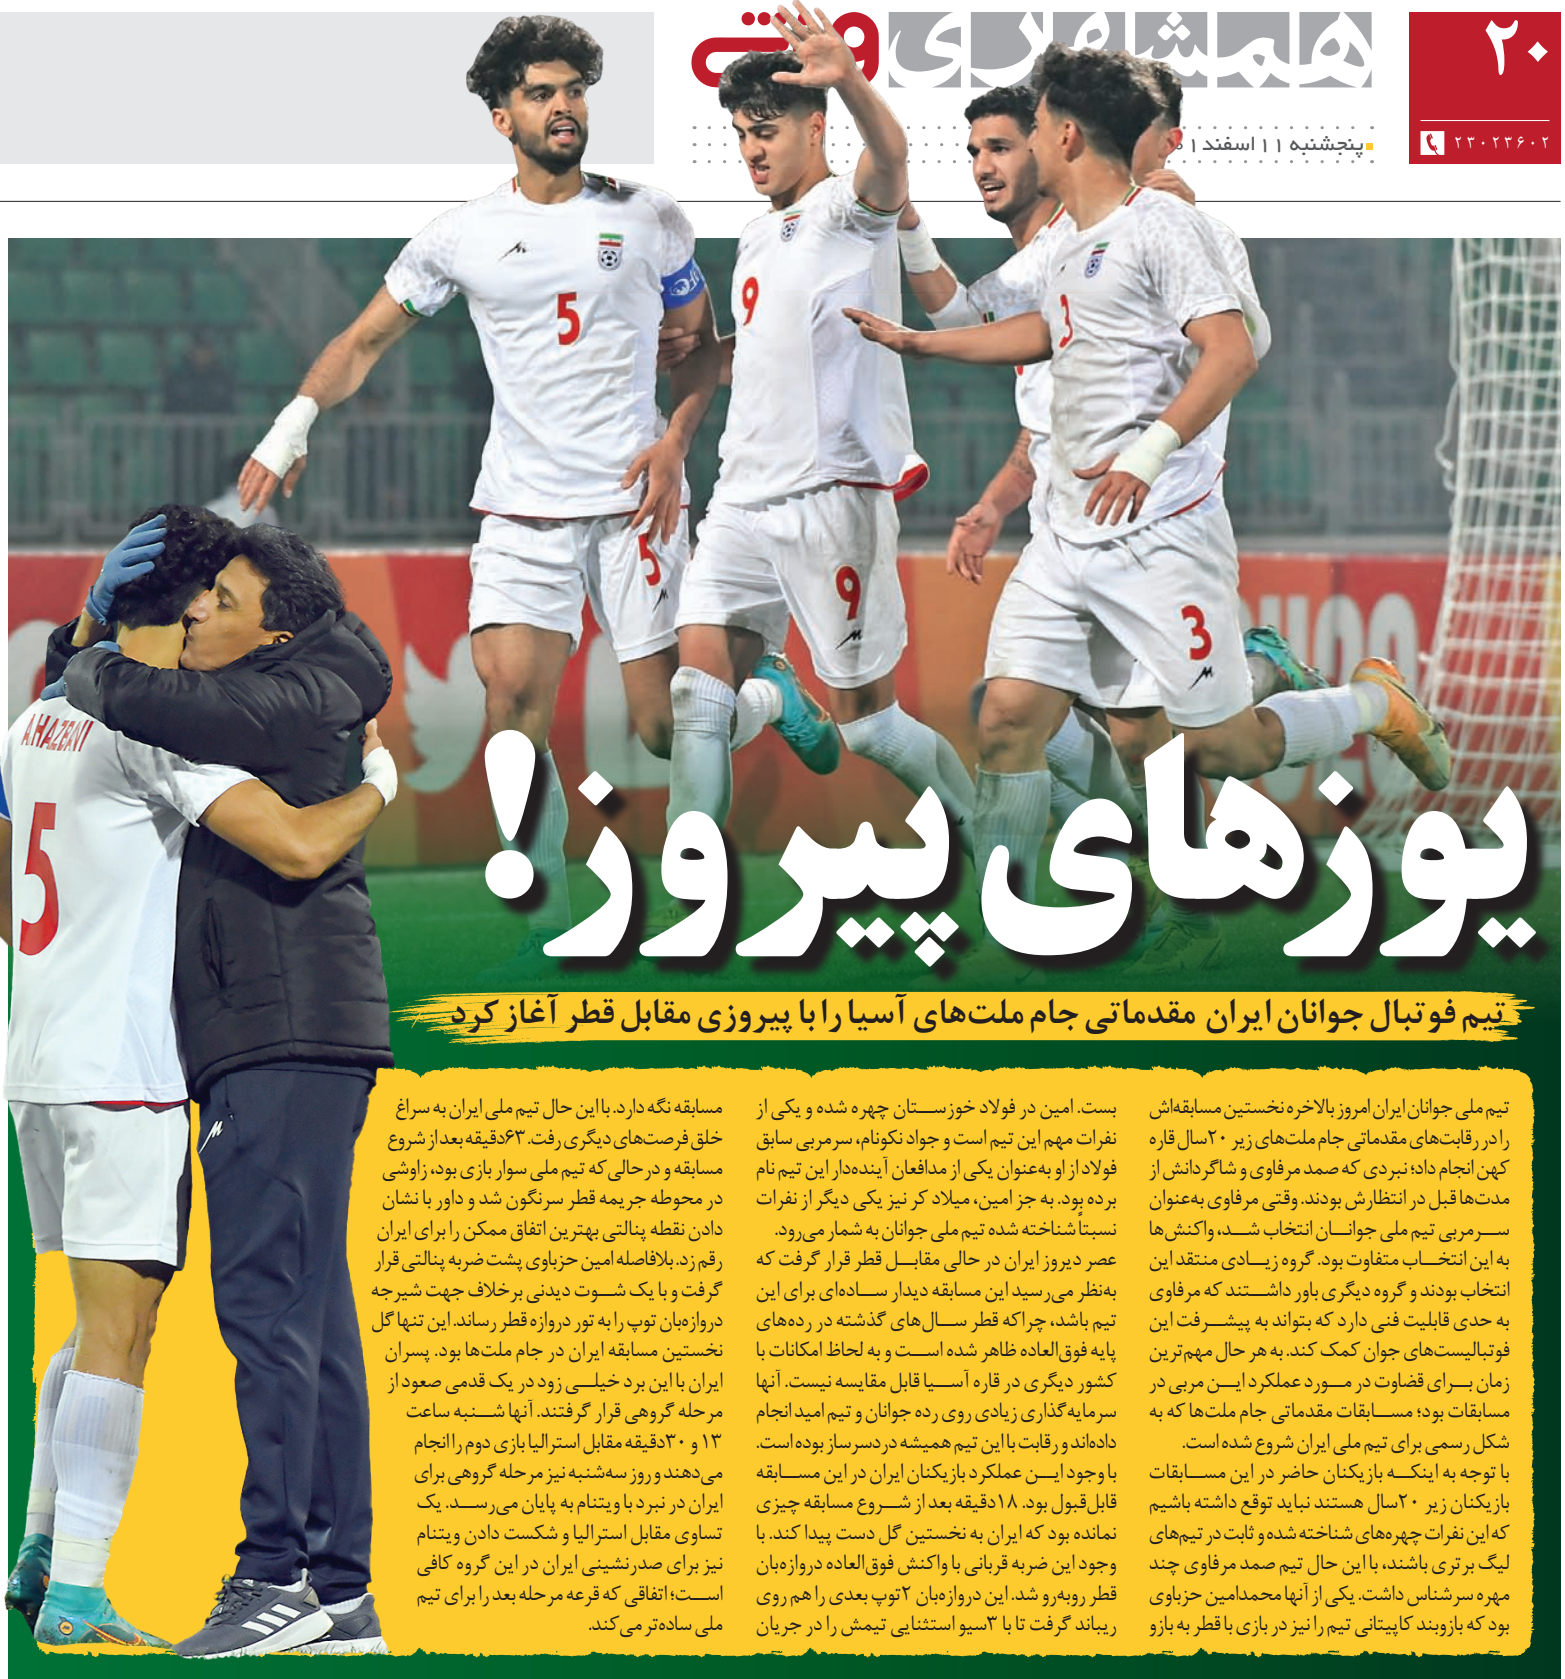 ۲۰
۲۳۰۲۳۶۰۲
همشهری ورزشی
پنجشنبه ۱۱ اسفند
5
9
3
5
9
3
U20
AHAZBAVI
5
یوزهای پیروز!
تیم فوتبال جوانان ایران مقدماتی جام ملت‌های آسیا را با پیروزی مقابل قطر آغاز کرد
تیم ملی جوانان ایران امروز بالاخره نخستین مسابقه‌اش
را در رقابت‌های مقدماتی جام ملت‌های زیر ۲۰سال قاره
کهن انجام داد؛ نبردی که صمد مرفاوی و شاگردانش از
مدت‌ها قبل در انتظارش بودند. وقتی مرفاوی به‌عنوان
سرمربی تیم ملی جوانان انتخاب شد، واکنش‌ها
به این انتخاب متفاوت بود. گروه زیادی منتقد این
انتخاب بودند و گروه دیگری باور داشتند که مرفاوی
به حدی قابلیت فنی دارد که بتواند به پیشرفت این
فوتبالیست‌های جوان کمک کند. به هر حال مهم‌ترین
زمان برای قضاوت در مورد عملکرد این مربی در
مسابقات بود؛ مسابقات مقدماتی جام ملت‌ها که به
شکل رسمی برای تیم ملی ایران شروع شده است.
با توجه به اینکه بازیکنان حاضر در این مسابقات
بازیکنان زیر ۲۰سال هستند نباید توقع داشته باشیم
که این نفرات چهره‌های شناخته شده و ثابت در تیم‌های
لیگ برتری باشند، با این حال تیم صمد مرفاوی چند
مهره سرشناس داشت. یکی از آنها محمدامین حزباوی
بود که بازوبند کاپیتانی تیم را نیز در بازی با قطر به بازو
بست. امین در فولاد خوزستان چهره شده و یکی از
نفرات مهم این تیم است و جواد نکونام، سرمربی سابق
فولاد از او به‌عنوان یکی از مدافعان آینده‌دار این تیم نام
برده بود. به جز امین، میلاد کر نیز یکی دیگر از نفرات
نسبتاً شناخته شده تیم ملی جوانان به شمار می‌رود.
عصر دیروز ایران در حالی مقابل قطر قرار گرفت که
به‌نظر می‌رسید این مسابقه دیدار ساده‌ای برای این
تیم باشد، چراکه قطر سال‌های گذشته در رده‌های
پایه فوق‌العاده ظاهر شده است و به لحاظ امکانات با
کشور دیگری در قاره آسیا قابل مقایسه نیست. آنها
سرمایه‌گذاری زیادی روی رده جوانان و تیم امید انجام
داده‌اند و رقابت با این تیم همیشه دردسرساز بوده است.
با وجود این عملکرد بازیکنان ایران در این مسابقه
قابل‌قبول بود. ۱۸دقیقه بعد از شروع مسابقه چیزی
نمانده بود که ایران به نخستین گل دست پیدا کند. با
وجود این ضربه قربانی با واکنش فوق‌العاده دروازه‌بان
قطر روبه‌رو شد. این دروازه‌بان ۲توپ بعدی را هم روی
ریباند گرفت تا با ۳سیو استثنایی تیمش را در جریان
مسابقه نگه دارد. با این حال تیم ملی ایران به سراغ
خلق فرصت‌های دیگری رفت. ۶۳دقیقه بعد از شروع
مسابقه و در حالی که تیم ملی سوار بازی بود، زاوشی
در محوطه جریمه قطر سرنگون شد و داور با نشان
دادن نقطه پنالتی بهترین اتفاق ممکن را برای ایران
رقم زد. بلافاصله امین حزباوی پشت ضربه پنالتی قرار
گرفت و با یک شوت دیدنی برخلاف جهت شیرجه
دروازه‌بان توپ را به تور دروازه قطر رساند. این تنها گل
نخستین مسابقه ایران در جام ملت‌ها بود. پسران
ایران با این برد خیلی زود در یک قدمی صعود از
مرحله گروهی قرار گرفتند. آنها شنبه ساعت
۱۳ و ۳۰دقیقه مقابل استرالیا بازی دوم را انجام
می‌دهند و روز سه‌شنبه نیز مرحله گروهی برای
ایران در نبرد با ویتنام به پایان می‌رسد. یک
تساوی مقابل استرالیا و شکست دادن ویتنام
نیز برای صدرنشینی ایران در این گروه کافی
است؛ اتفاقی که قرعه مرحله بعد را برای تیم
ملی ساده‌تر می‌کند.